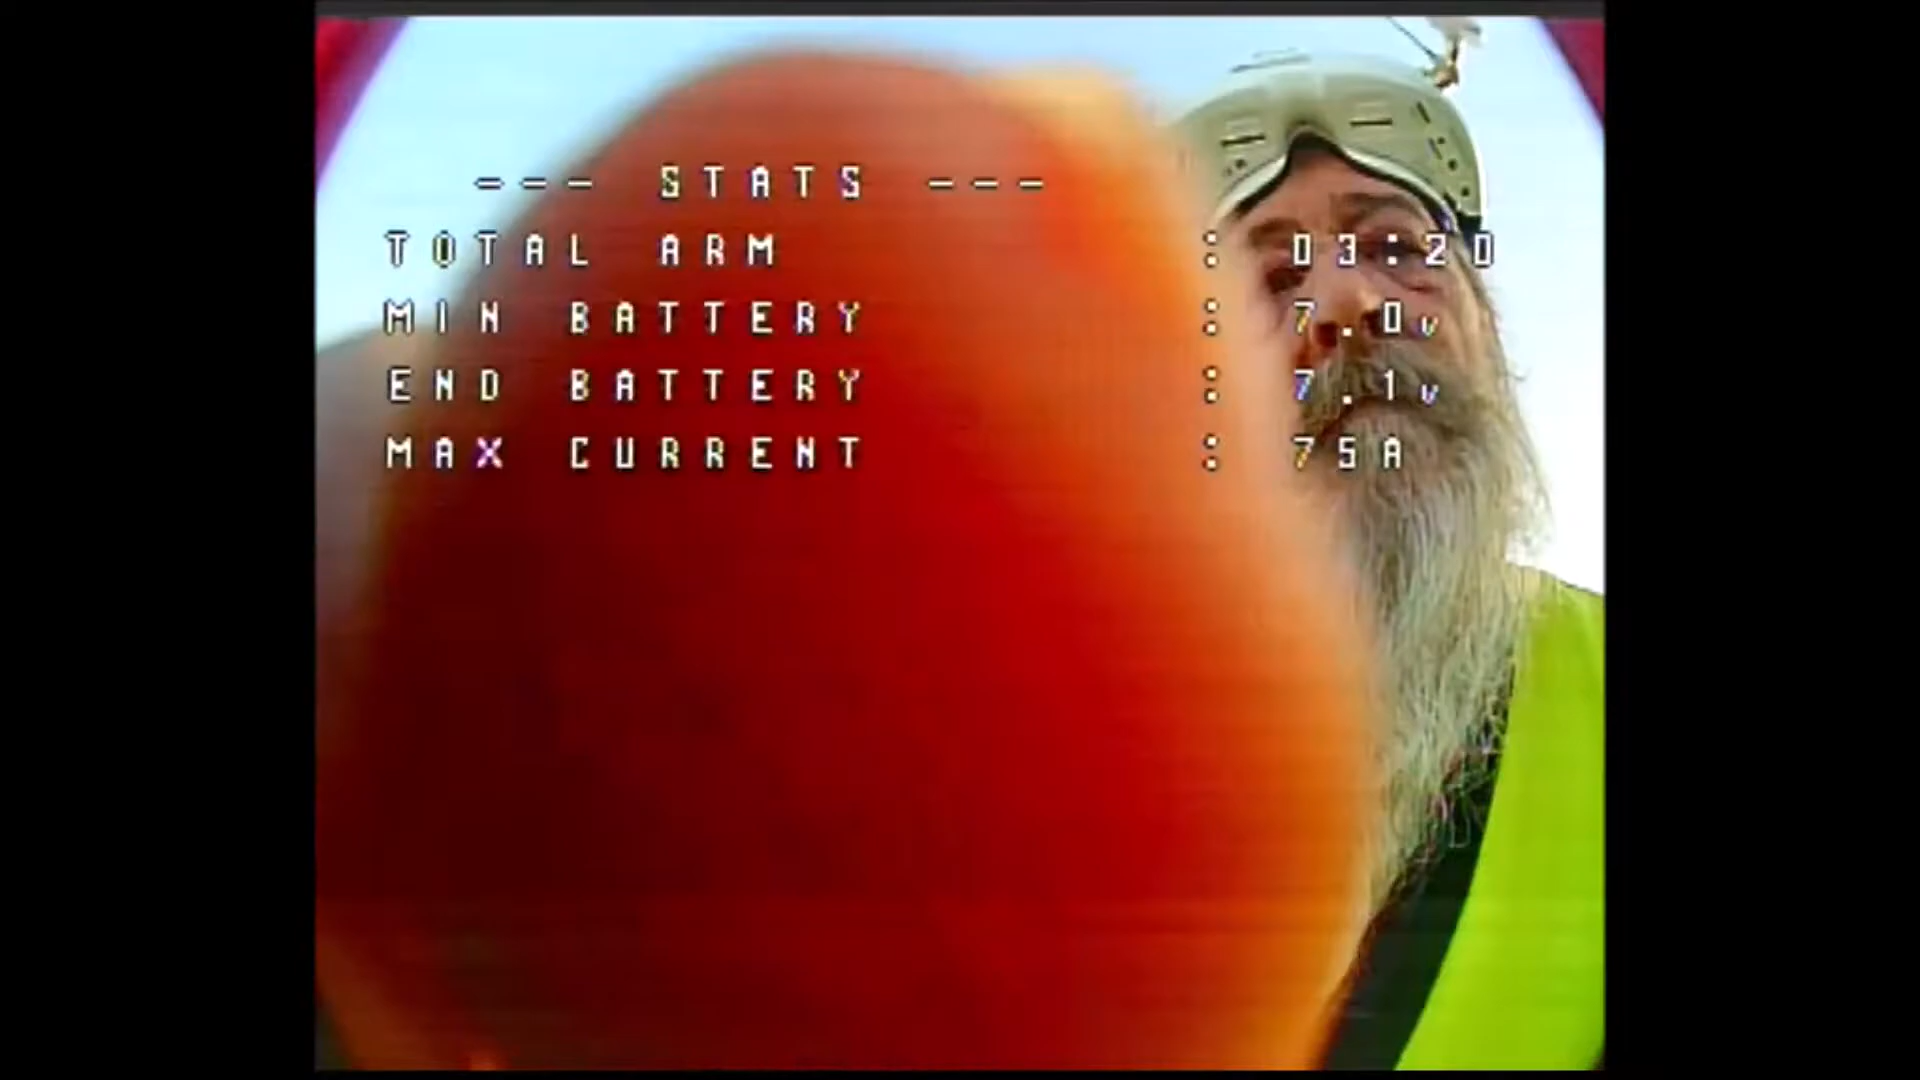 --- STATS ---
TOTAL ARM : 03:20
MIN BATTERY : 7.0v
END BATTERY : 7.1v
MAX CURRENT : 75A